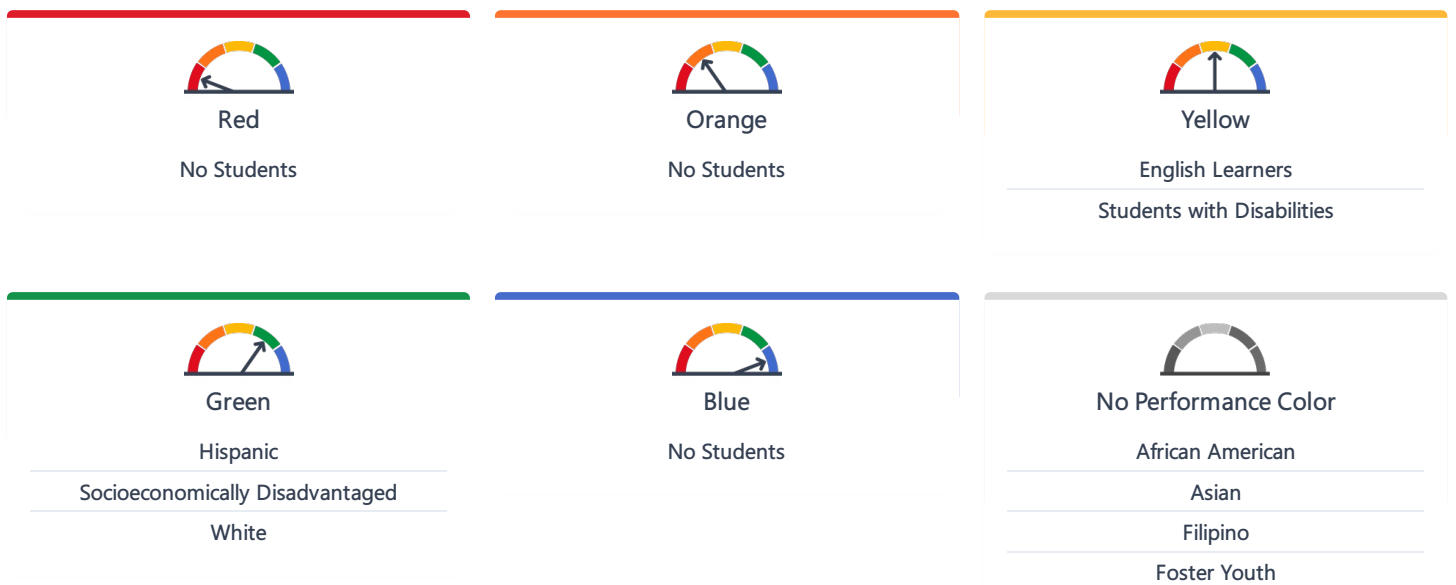 Red
No Students
Orange
No Students
Yellow
English Learners
Students with Disabilities
Green
Hispanic
Socioeconomically Disadvantaged
White
Blue
No Students
No Performance Color
African American
Asian
Filipino
Foster Youth